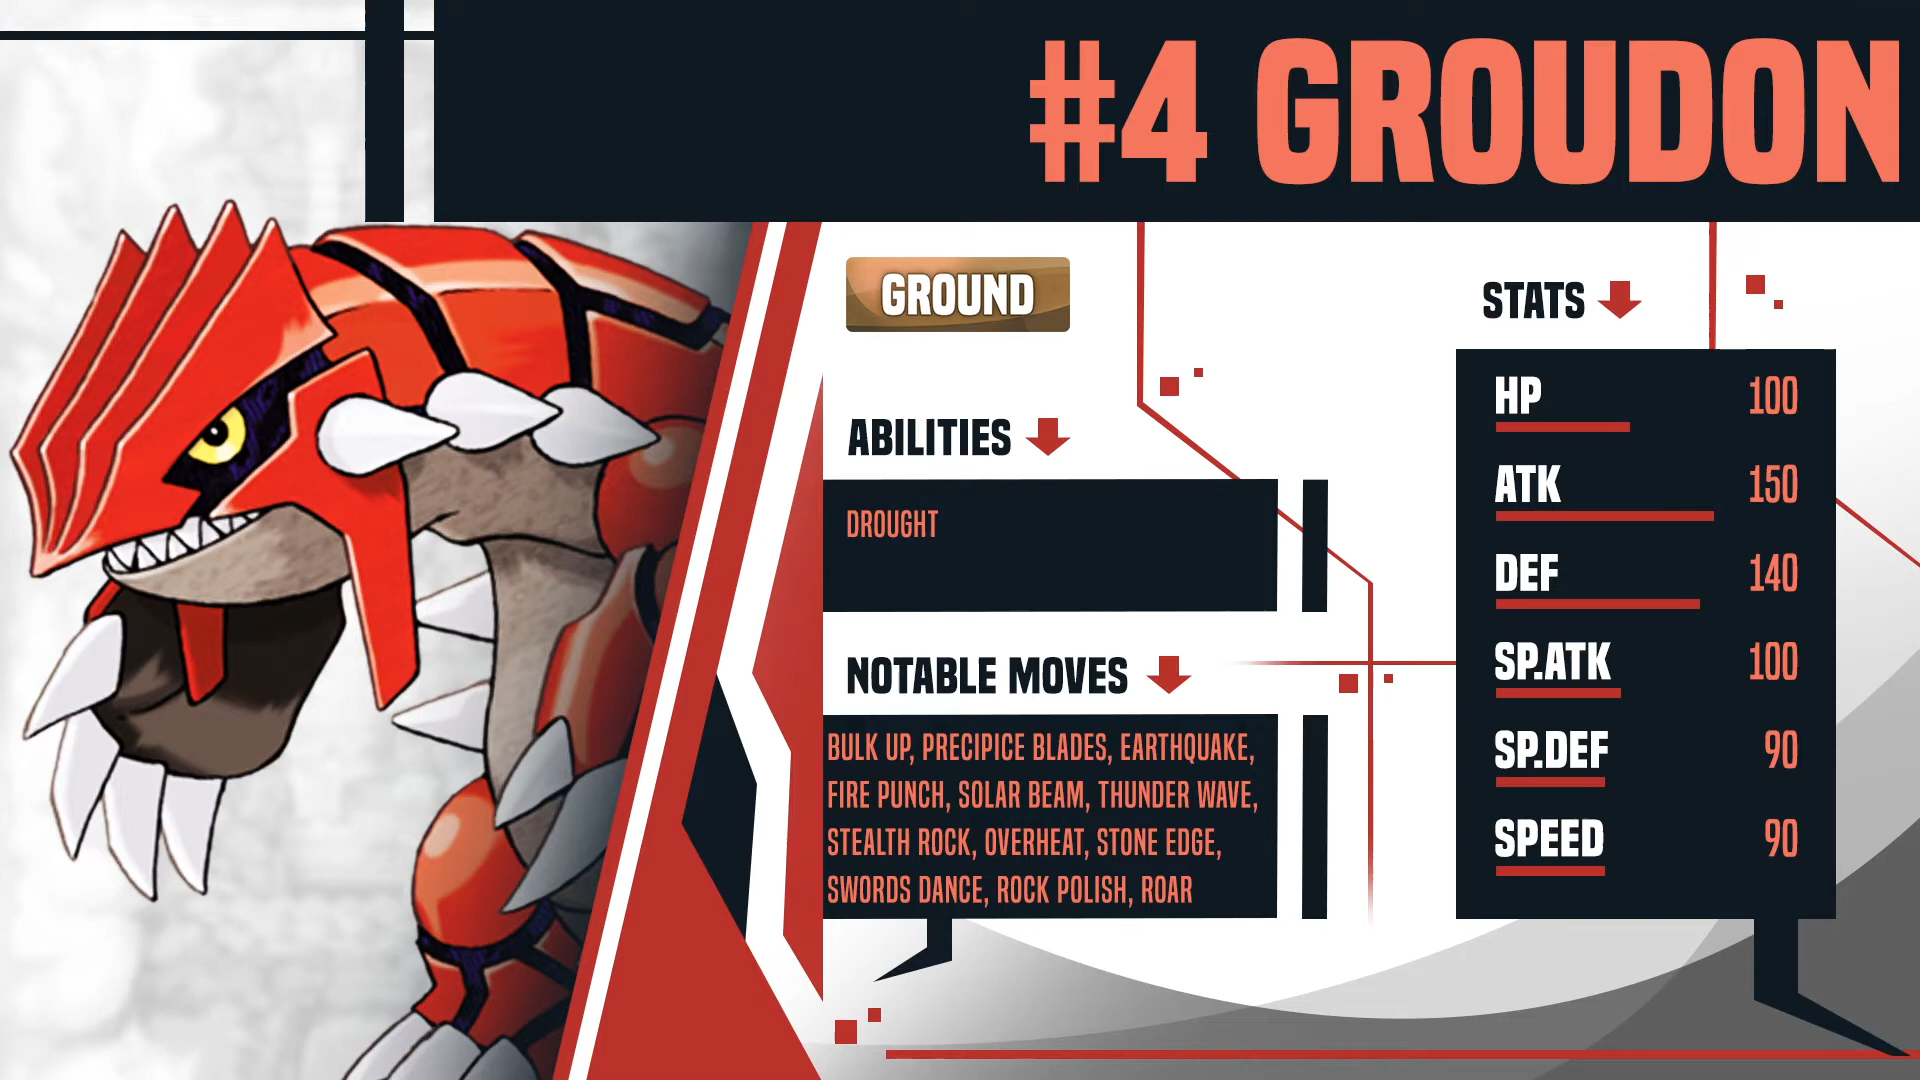 #4 GROUDON
GROUND
ABILITIES
DROUGHT
NOTABLE MOVES
BULK UP, PRECIPICE BLADES, EARTHQUAKE,
FIRE PUNCH, SOLAR BEAM, THUNDER WAVE,
STEALTH ROCK, OVERHEAT, STONE EDGE,
SWORDS DANCE, ROCK POLISH, ROAR
STATS
HP 100
ATK 150
DEF 140
SP.ATK 100
SP.DEF 90
SPEED 90